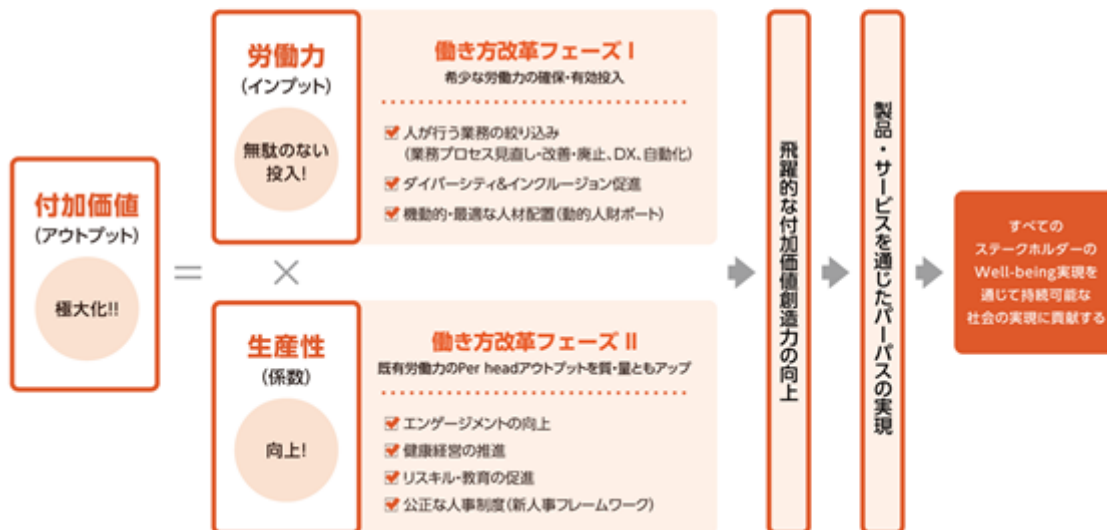 付加価値
(アウトプット)
極大化!!
＝
労働力
(インプット)
無駄のない
投入!
働き方改革フェーズ I
希少な労働力の確保・有効投入
人が行う業務の絞り込み
(業務プロセス見直し・改善・廃止、DX、自動化)
ダイバーシティ&インクルージョン促進
機動的・最適な人材配置(動的人財ポート)
×
生産性
(係数)
向上!
働き方改革フェーズ II
既有労働力のPer headアウトプットを質・量ともアップ
エンゲージメントの向上
健康経営の推進
リスキル・教育の促進
公正な人事制度(新人事フレームワーク)
飛躍的な付加価値創造力の向上
製品・サービスを通じたパーパスの実現
すべての
ステークホルダーの
Well-being実現を
通じて持続可能な
社会の実現に貢献する